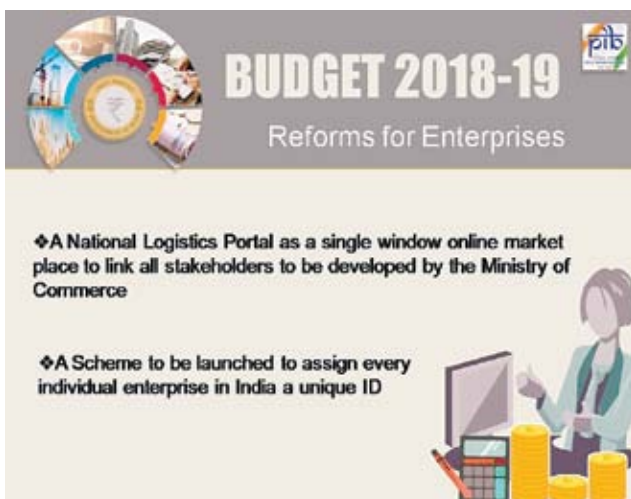 pib
BUDGET 2018-19
Reforms for Enterprises
❖A National Logistics Portal as a single window online market
place to link all stakeholders to be developed by the Ministry of
Commerce
❖A Scheme to be launched to assign every
individual enterprise in India a unique ID